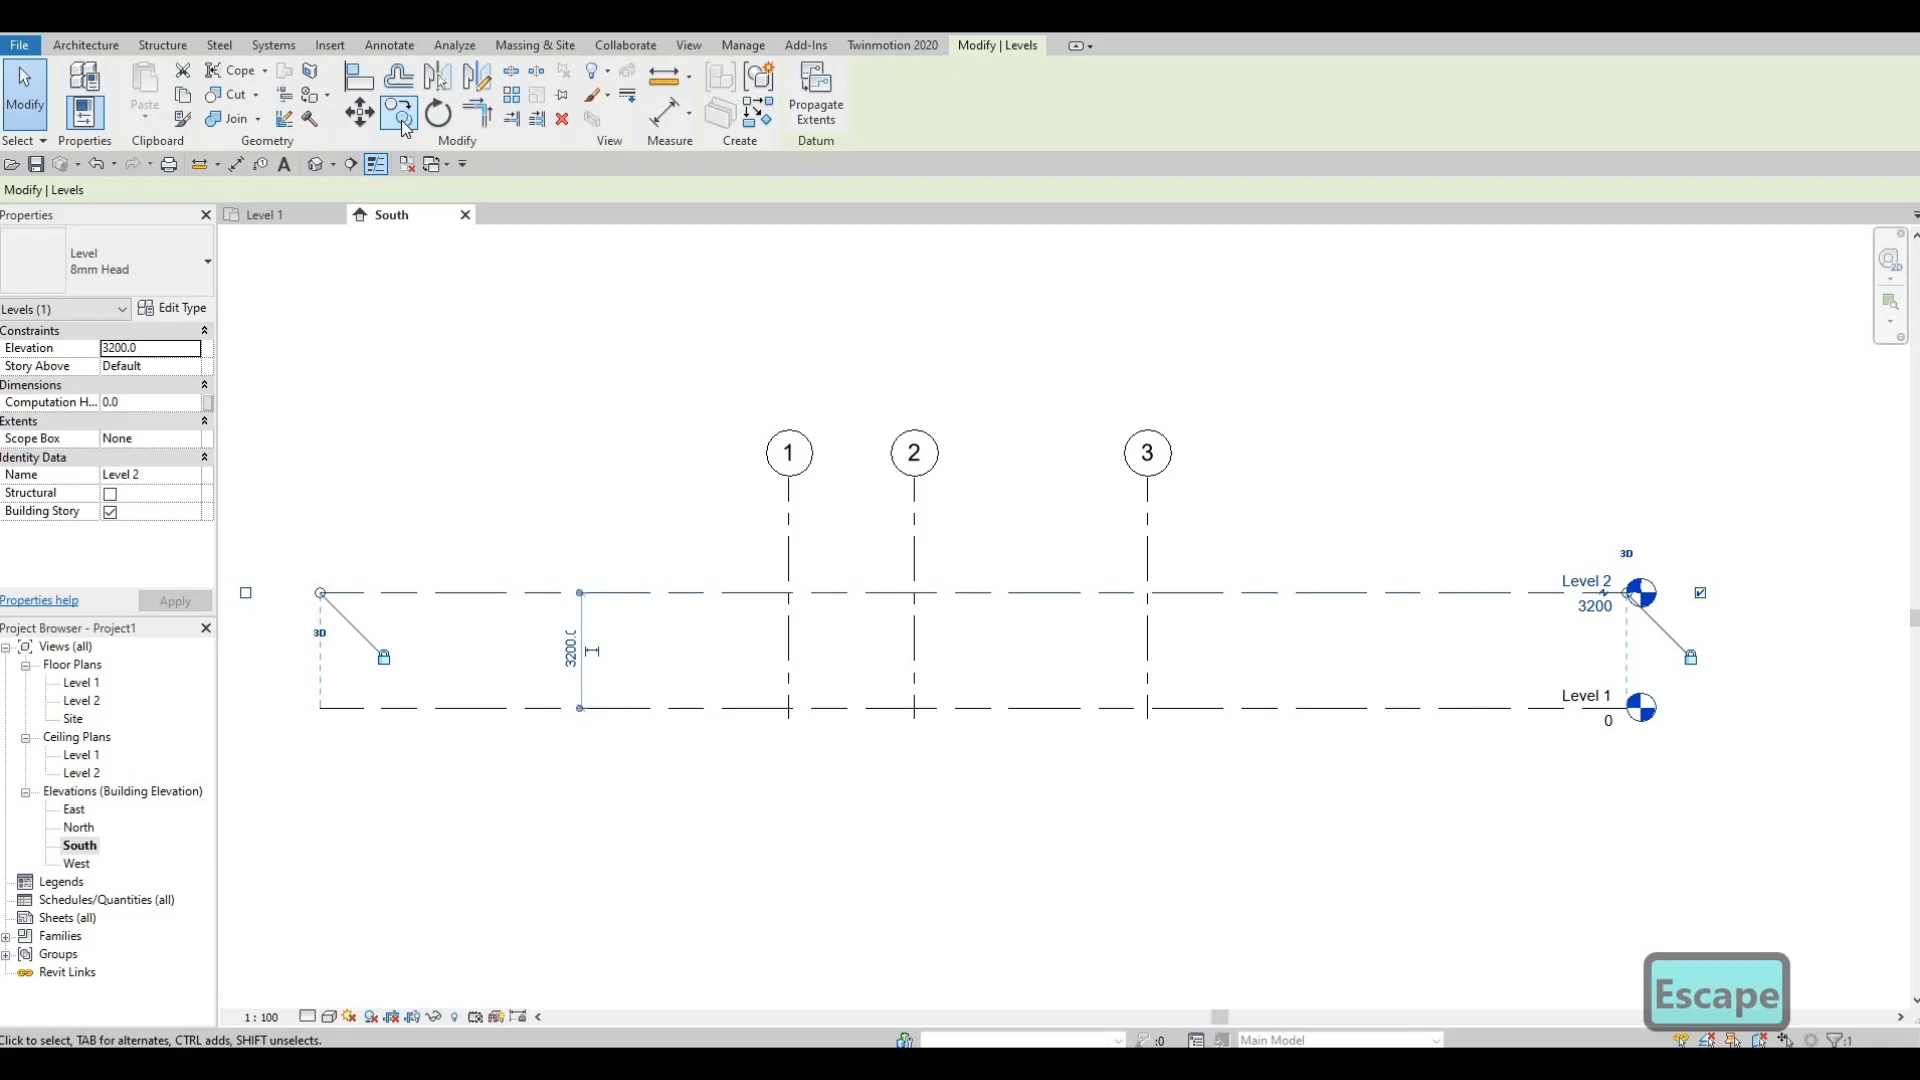 File Architecture Structure Steel Systems Insert Annotate Analyze Massing & Site Collaborate View Manage Add-Ins Twinmotion 2020 Modify | Levels
Modify
Select
Properties
Paste
Clipboard
Cope
Cut
Join
Geometry
Modify
View
Measure
Create
Propagate
Extents
Datum
Modify | Levels
Properties
Level
8mm Head
Levels (1)
Edit Type
Constraints
Elevation 3200.0
Story Above Default
Dimensions
Computation H... 0.0
Extents
Scope Box None
Identity Data
Name Level 2
Structural
Building Story
Properties help
Apply
Project Browser - Project1
Views (all)
Floor Plans
Level 1
Level 2
Site
Ceiling Plans
Level 1
Level 2
Elevations (Building Elevation)
East
North
South
West
Legends
Schedules/Quantities (all)
Sheets (all)
Families
Groups
Revit Links
Level 1
South
2D
1
2
3
3D
Level 2
3200
3D
3200.0
Level 1
0
Escape
1 : 100
Click to select, TAB for alternates, CTRL adds, SHIFT unselects.
:0
Main Model
:1